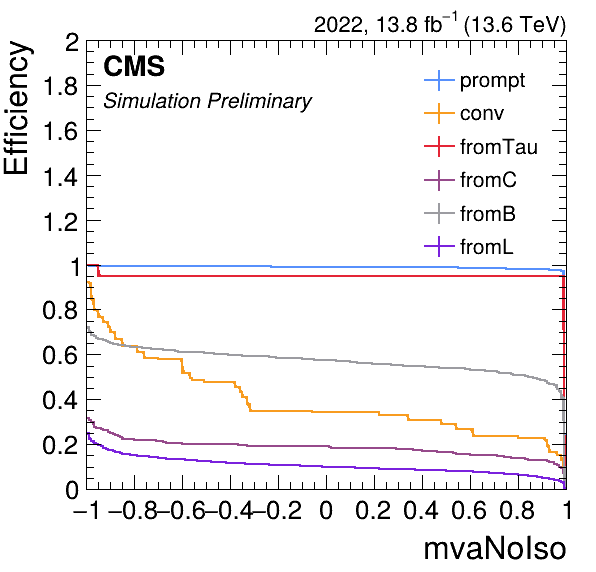 2022, 13.8 fb⁻¹ (13.6 TeV)
CMS
Simulation Preliminary
prompt
conv
fromTau
fromC
fromB
fromL
Efficiency
2
1.8
1.6
1.4
1.2
1
0.8
0.6
0.4
0.2
0
−1 −0.8 −0.6 −0.4 −0.2 0 0.2 0.4 0.6 0.8 1
mvaNoIso